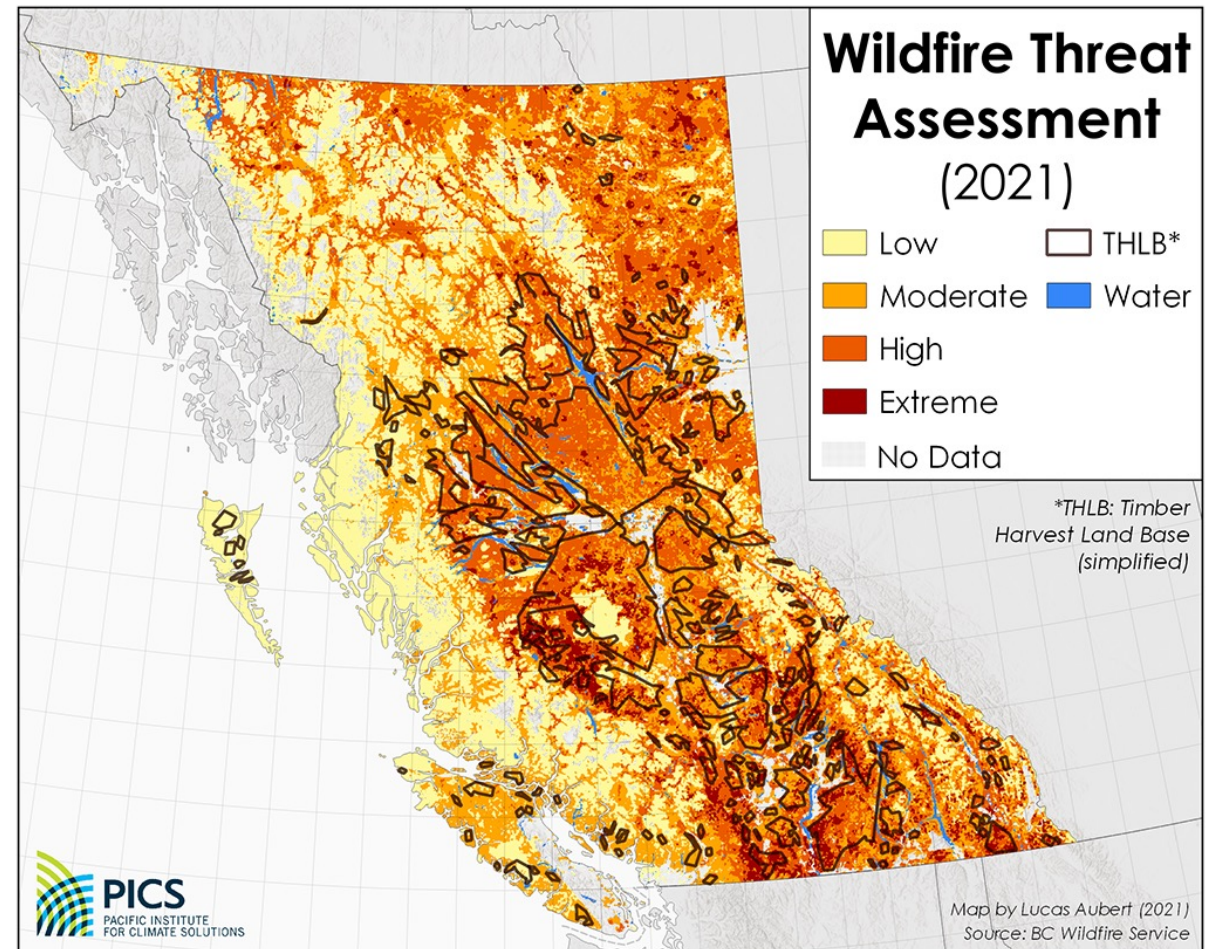 Wildfire Threat
Assessment
(2021)
Low
THLB*
Moderate
Water
High
Extreme
No Data
*THLB: Timber
Harvest Land Base
(simplified)
PICS
PACIFIC INSTITUTE
FOR CLIMATE SOLUTIONS
Map by Lucas Aubert (2021)
Source: BC Wildfire Service